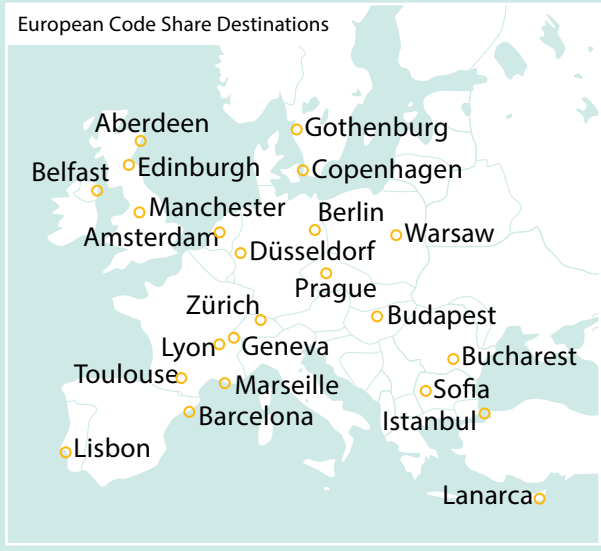 European Code Share Destinations
Aberdeen
Gothenburg
Belfast
Edinburgh
Copenhagen
Manchester
Berlin
Amsterdam
Warsaw
Düsseldorf
Prague
Zürich
Budapest
Lyon
Geneva
Bucharest
Toulouse
Marseille
Sofia
Barcelona
Istanbul
Lisbon
Lanarca